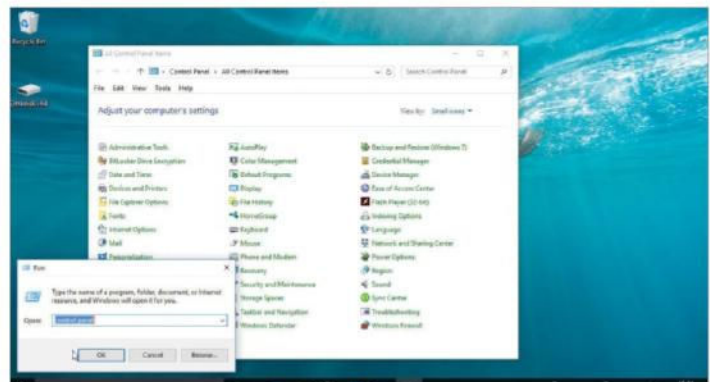 Recycle Bin
All Control Panel Items
Control Panel › All Control Panel Items
Search Control Panel
File Edit View Tools Help
Adjust your computer's settings
View by: Small icons
Administrative Tools
AutoPlay
Backup and Restore (Windows 7)
BitLocker Drive Encryption
Color Management
Credential Manager
Date and Time
Default Programs
Device Manager
Devices and Printers
Display
Ease of Access Center
File Explorer Options
File History
Flash Player (32-bit)
Fonts
HomeGroup
Indexing Options
Internet Options
Keyboard
Language
Mail
Mouse
Network and Sharing Center
Personalization
Phone and Modem
Power Options
Recovery
Region
Security and Maintenance
Sound
Storage Spaces
Sync Center
Taskbar and Navigation
Troubleshooting
Windows Defender
Windows Firewall
Run
Type the name of a program, folder, document, or Internet
resource, and Windows will open it for you.
Open:
control panel
OK Cancel Browse...